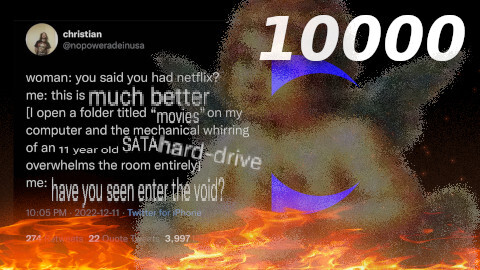 10000
christian
@nopoweradeinusa
woman: you said you had netflix?
me: this is much better
[I open a folder titled "movies" on my
computer and the mechanical whirring
of an 11 year old SATA hard-drive
overwhelms the room entirely]
me: have you seen enter the void?
10:05 PM · 2022-12-11 · Twitter for iPhone
274 Retweets 22 Quote Tweets 3,997